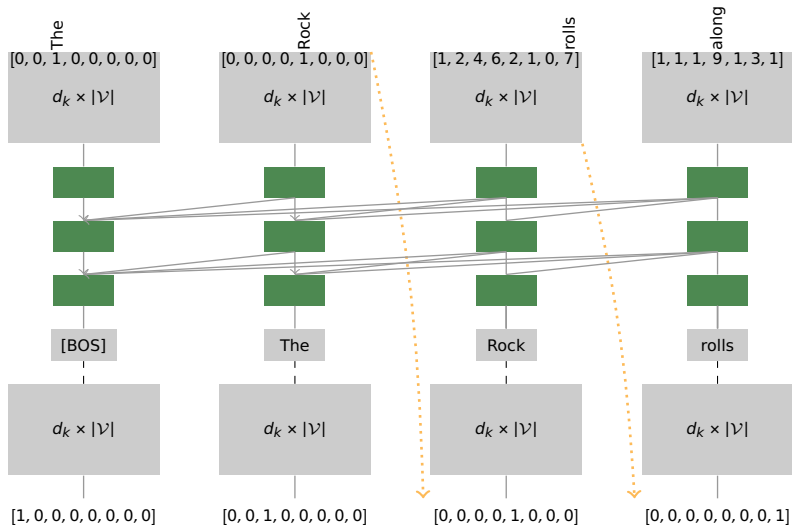 The Rock rolls along
[0, 0, 1, 0, 0, 0, 0, 0] [0, 0, 0, 0, 1, 0, 0, 0] [1, 2, 4, 6, 2, 1, 0, 7] [1, 1, 1, 9, 1, 3, 1]
d_k × |𝒱| d_k × |𝒱| d_k × |𝒱| d_k × |𝒱|
[BOS] The Rock rolls
d_k × |𝒱| d_k × |𝒱| d_k × |𝒱| d_k × |𝒱|
[1, 0, 0, 0, 0, 0, 0, 0] [0, 0, 1, 0, 0, 0, 0, 0] [0, 0, 0, 0, 1, 0, 0, 0] [0, 0, 0, 0, 0, 0, 0, 1]